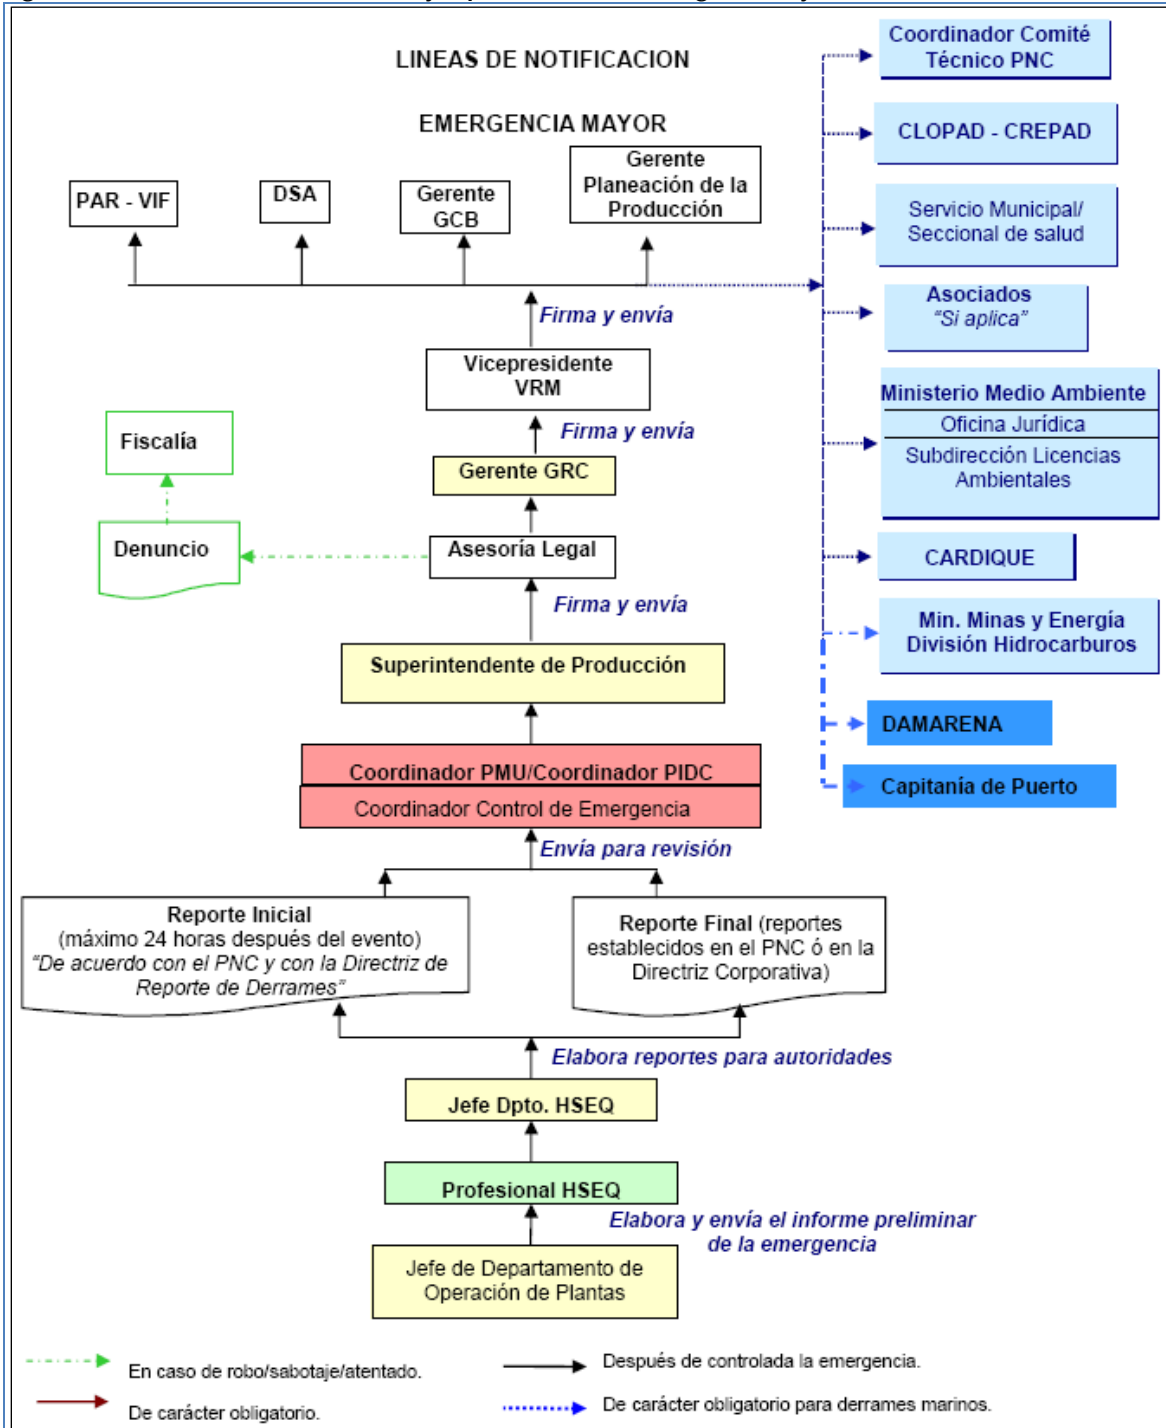 LINEAS DE NOTIFICACION
EMERGENCIA MAYOR
PAR - VIF
DSA
Gerente
GCB
Gerente
Planeación de la
Producción
Firma y envía
Vicepresidente
VRM
Firma y envía
Gerente GRC
Fiscalía
Denuncio
Asesoría Legal
Firma y envía
Superintendente de Producción
Coordinador PMU/Coordinador PIDC
Coordinador Control de Emergencia
Envía para revisión
Reporte Inicial
(máximo 24 horas después del evento)
"De acuerdo con el PNC y con la Directriz de
Reporte de Derrames"
Reporte Final (reportes
establecidos en el PNC ó en la
Directriz Corporativa)
Elabora reportes para autoridades
Jefe Dpto. HSEQ
Profesional HSEQ
Elabora y envía el informe preliminar
de la emergencia
Jefe de Departamento de
Operación de Plantas
Coordinador Comité
Técnico PNC
CLOPAD - CREPAD
Servicio Municipal/
Seccional de salud
Asociados
"Si aplica"
Ministerio Medio Ambiente
Oficina Jurídica
Subdirección Licencias
Ambientales
CARDIQUE
Min. Minas y Energía
División Hidrocarburos
DAMARENA
Capitanía de Puerto
En caso de robo/sabotaje/atentado.
Después de controlada la emergencia.
De carácter obligatorio.
De carácter obligatorio para derrames marinos.